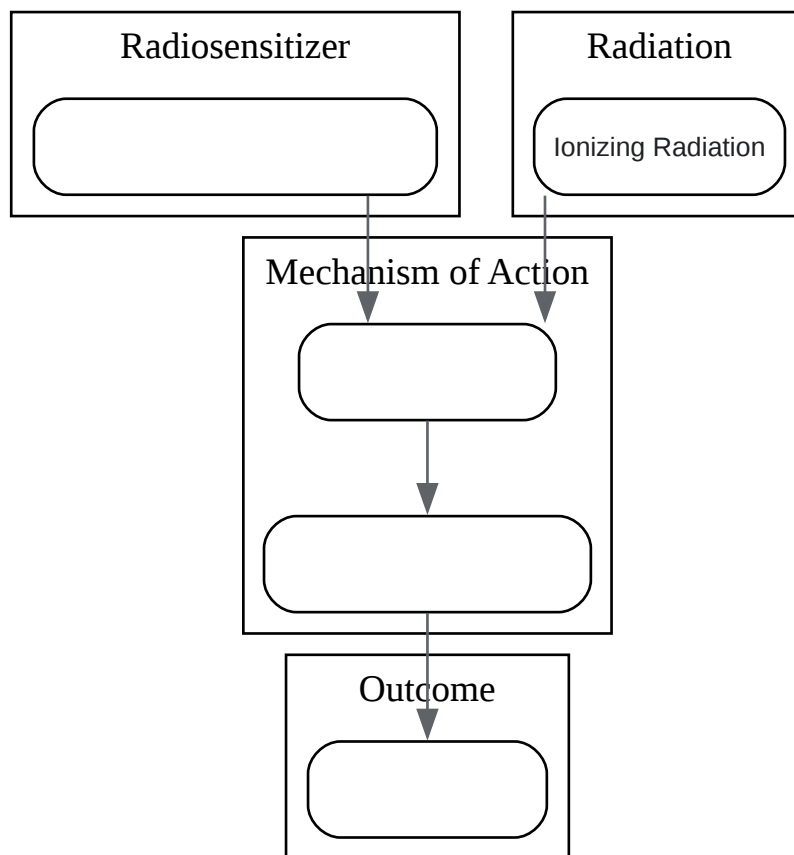 Radiosensitizer
Radiation
Ionizing Radiation
Mechanism of Action
Outcome